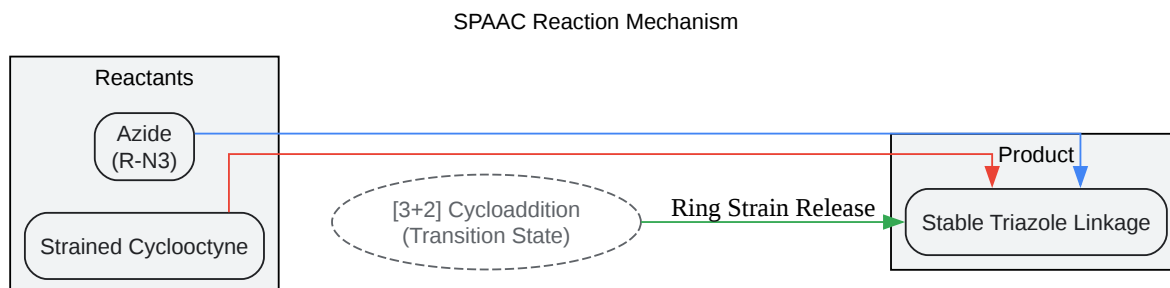 SPAAC Reaction Mechanism
Reactants
Azide
(R-N3)
Strained Cyclooctyne
[3+2] Cycloaddition
(Transition State)
Ring Strain Release
Product
Stable Triazole Linkage